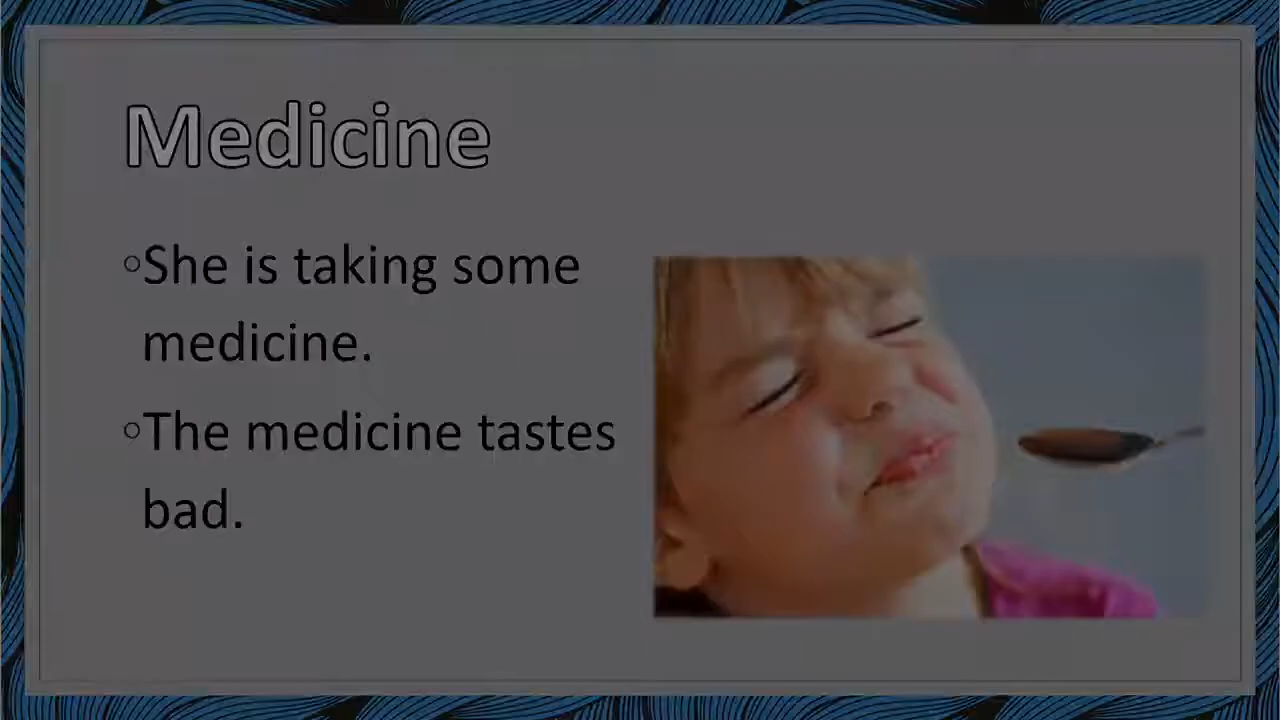 Medicine
◦She is taking some
medicine.
◦The medicine tastes
bad.